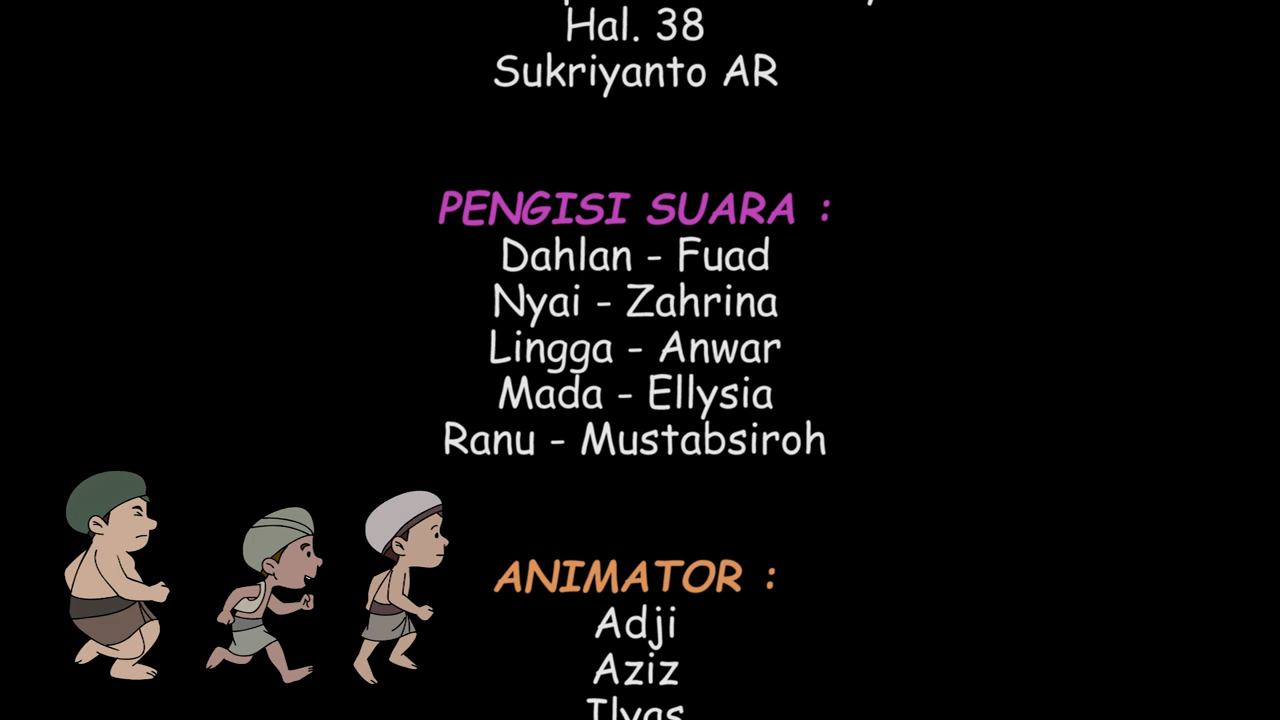 Hal. 38
Sukriyanto AR
PENGISI SUARA :
Dahlan - Fuad
Nyai - Zahrina
Lingga - Anwar
Mada - Ellysia
Ranu - Mustabsiroh
ANIMATOR :
Adji
Aziz
Ilyas